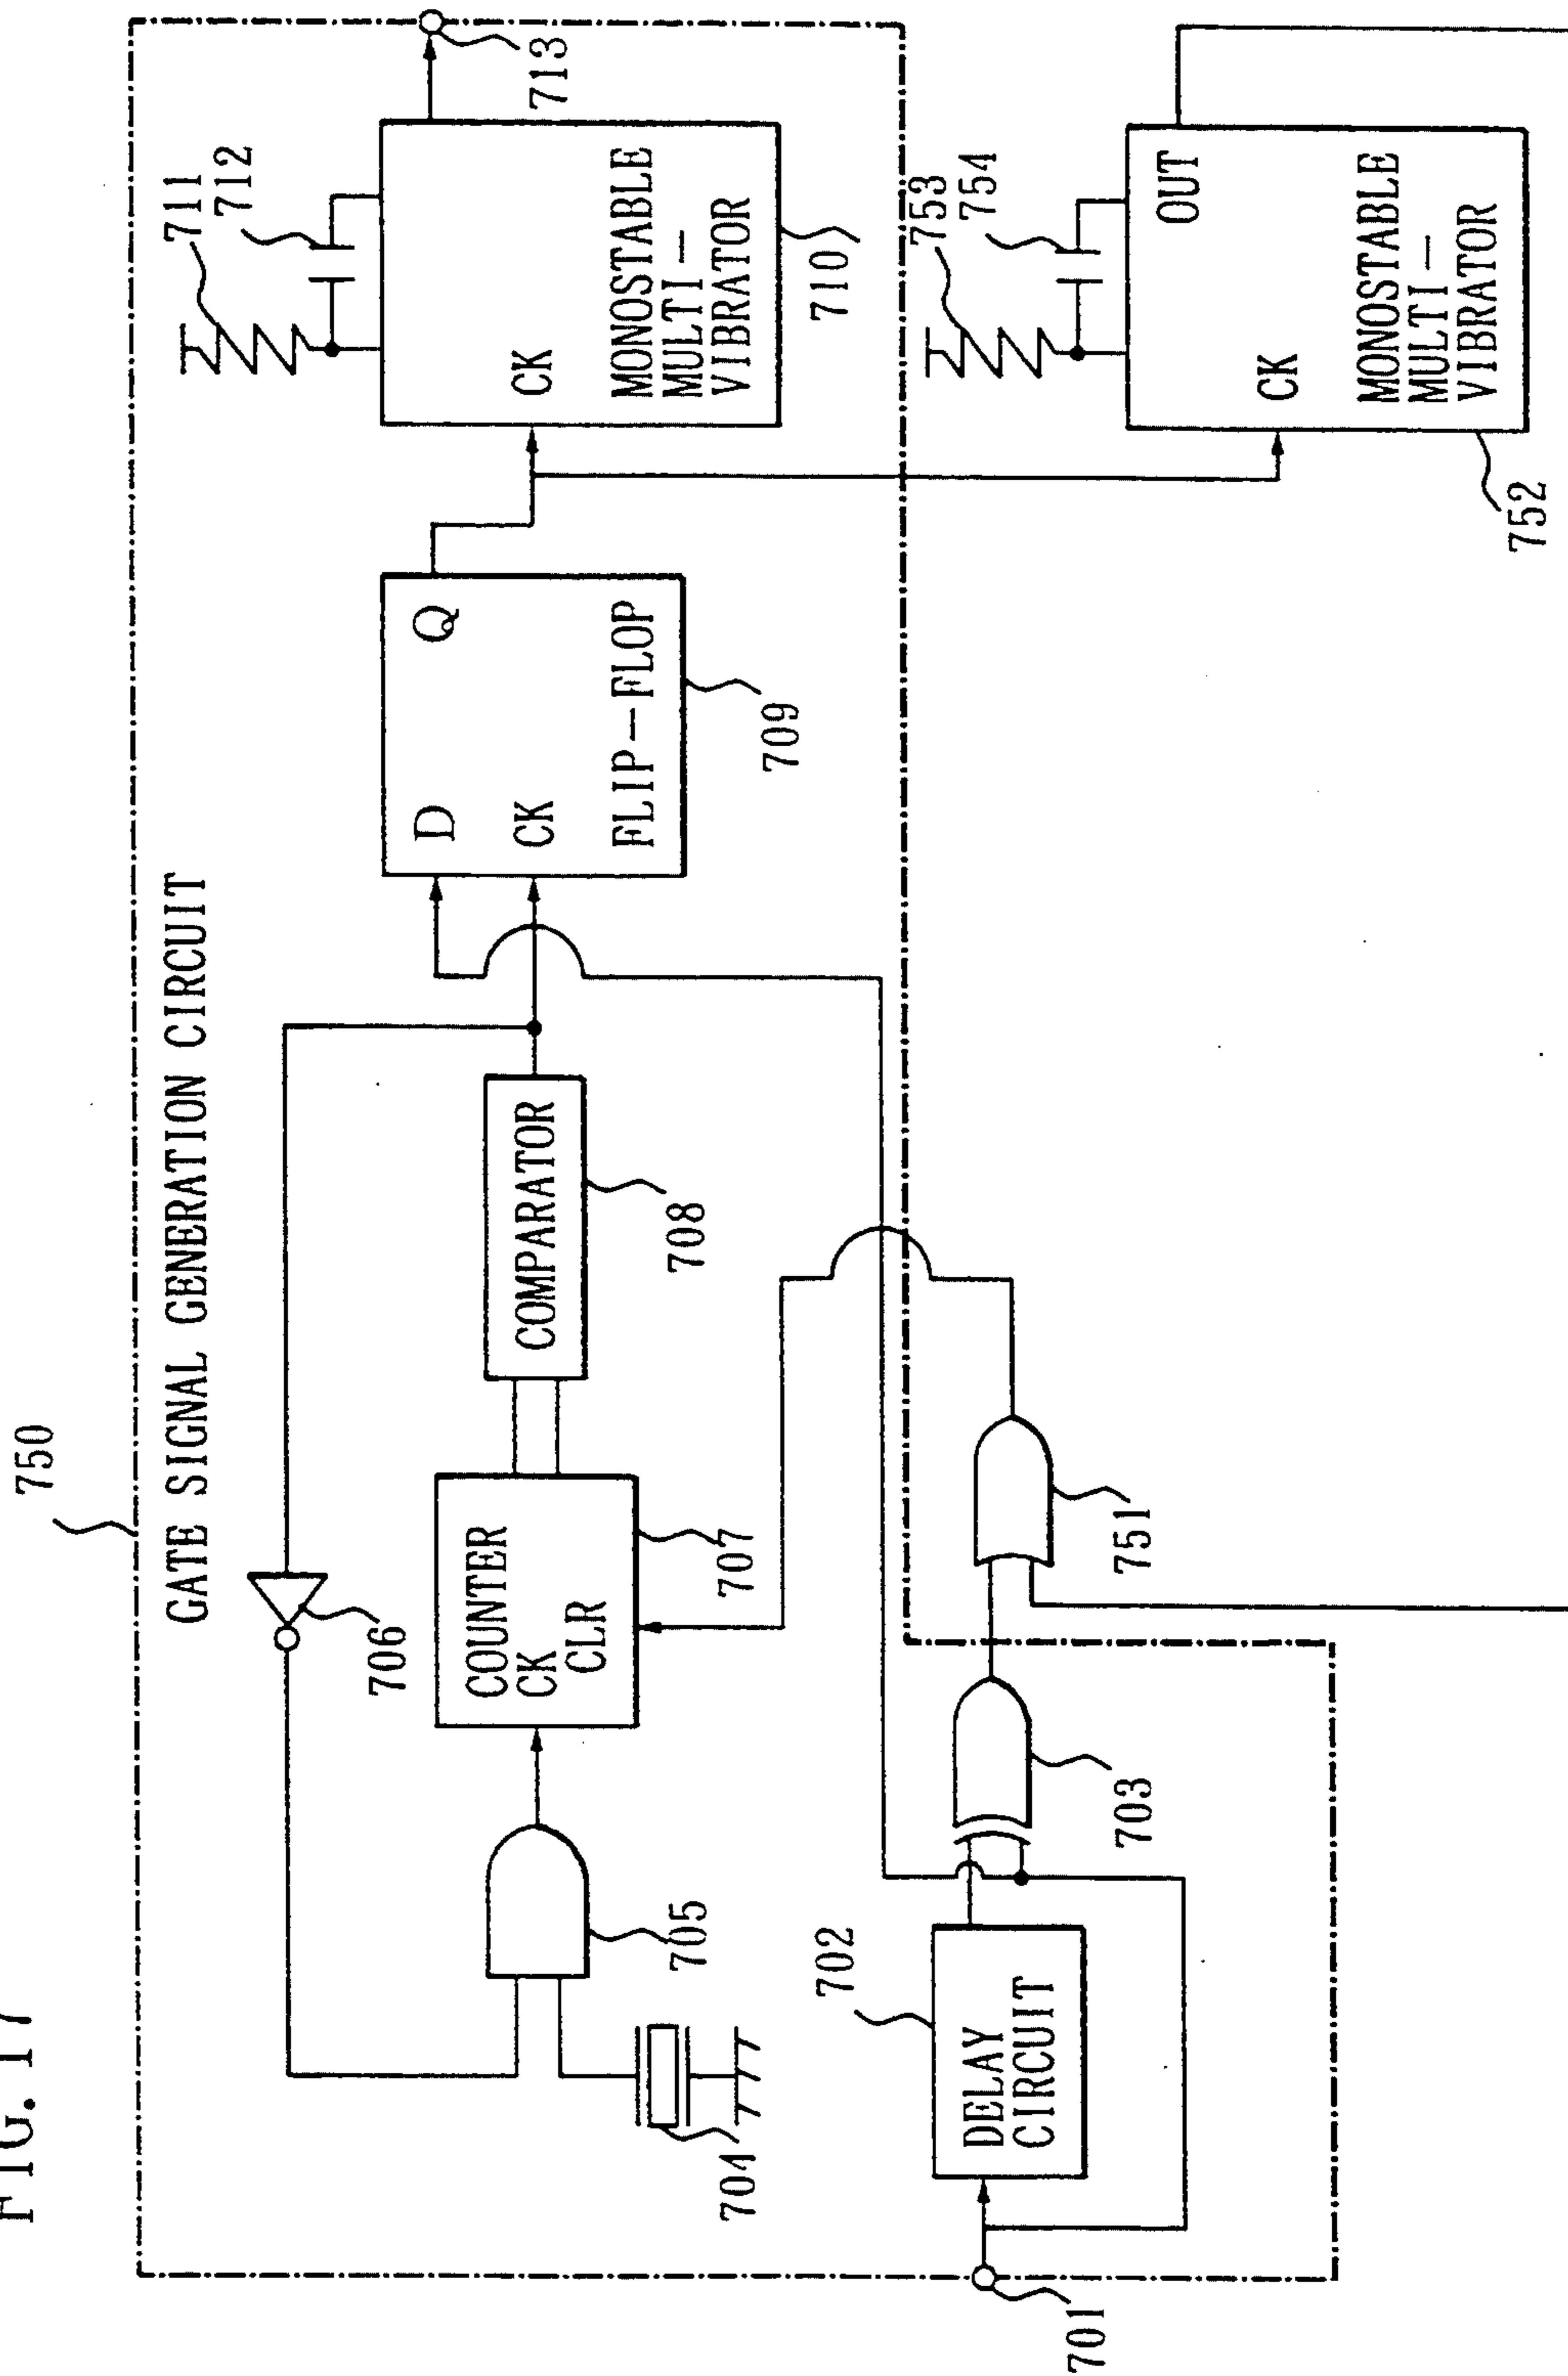 FIG. 17
750
GATE SIGNAL GENERATION CIRCUIT
706
711
712
713
COUNTER
CK
CLR
707
COMPARATOR
708
D
Q
CK
FLIP-FLOP
709
CK
MONOSTABLE
MULTI-
VIBRATOR
710
705
704
702
DELAY
CIRCUIT
701
703
751
753
754
OUT
CK
MONOSTABLE
MULTI-
VIBRATOR
752